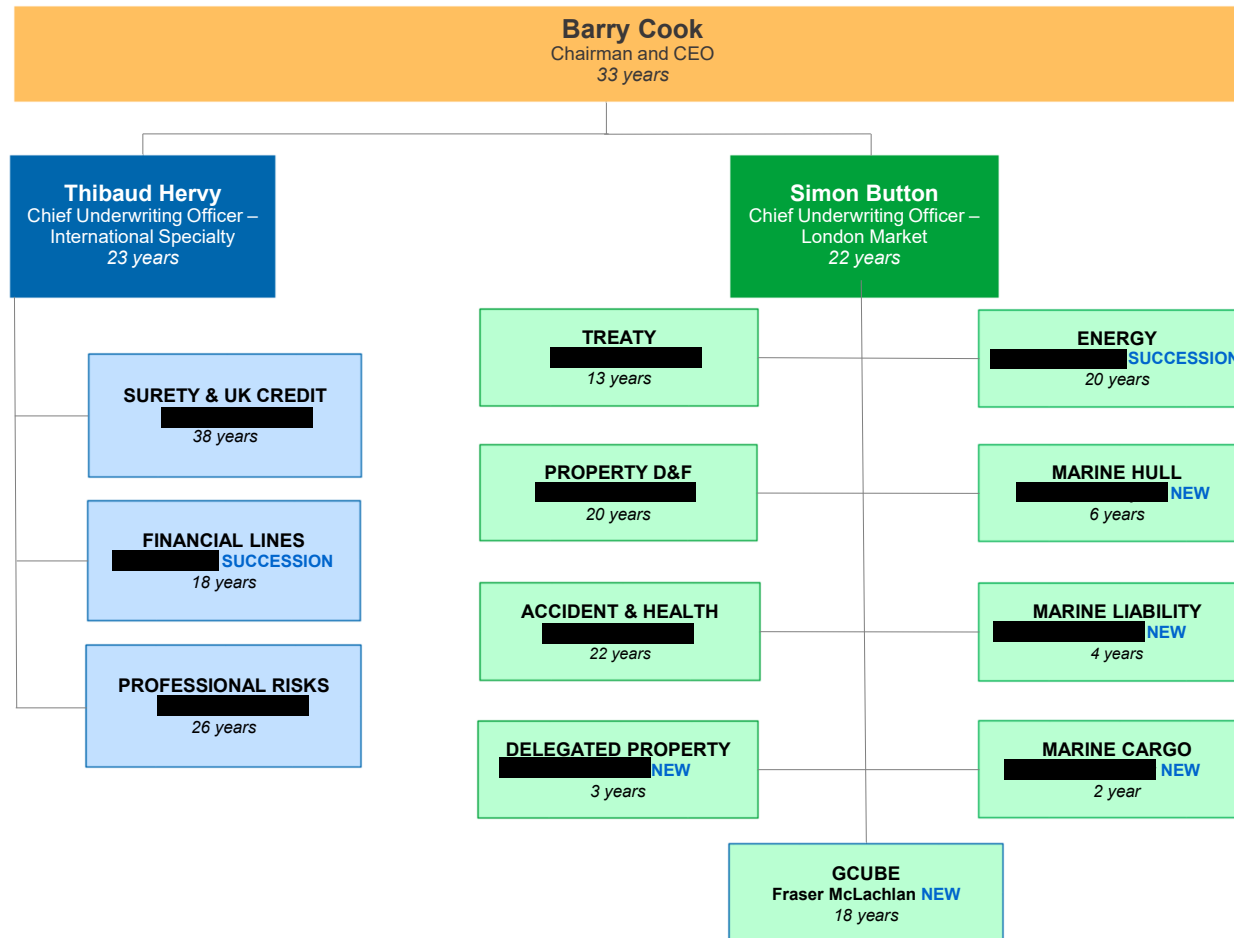 Barry Cook
Chairman and CEO
33 years
Thibaud Hervy
Chief Underwriting Officer –
International Specialty
23 years
SURETY & UK CREDIT
38 years
FINANCIAL LINES
SUCCESSION
18 years
PROFESSIONAL RISKS
26 years
Simon Button
Chief Underwriting Officer –
London Market
22 years
TREATY
13 years
ENERGY
SUCCESSION
20 years
PROPERTY D&F
20 years
MARINE HULL
NEW
6 years
ACCIDENT & HEALTH
22 years
MARINE LIABILITY
NEW
4 years
DELEGATED PROPERTY
NEW
3 years
MARINE CARGO
NEW
2 year
GCUBE
Fraser McLachlan NEW
18 years